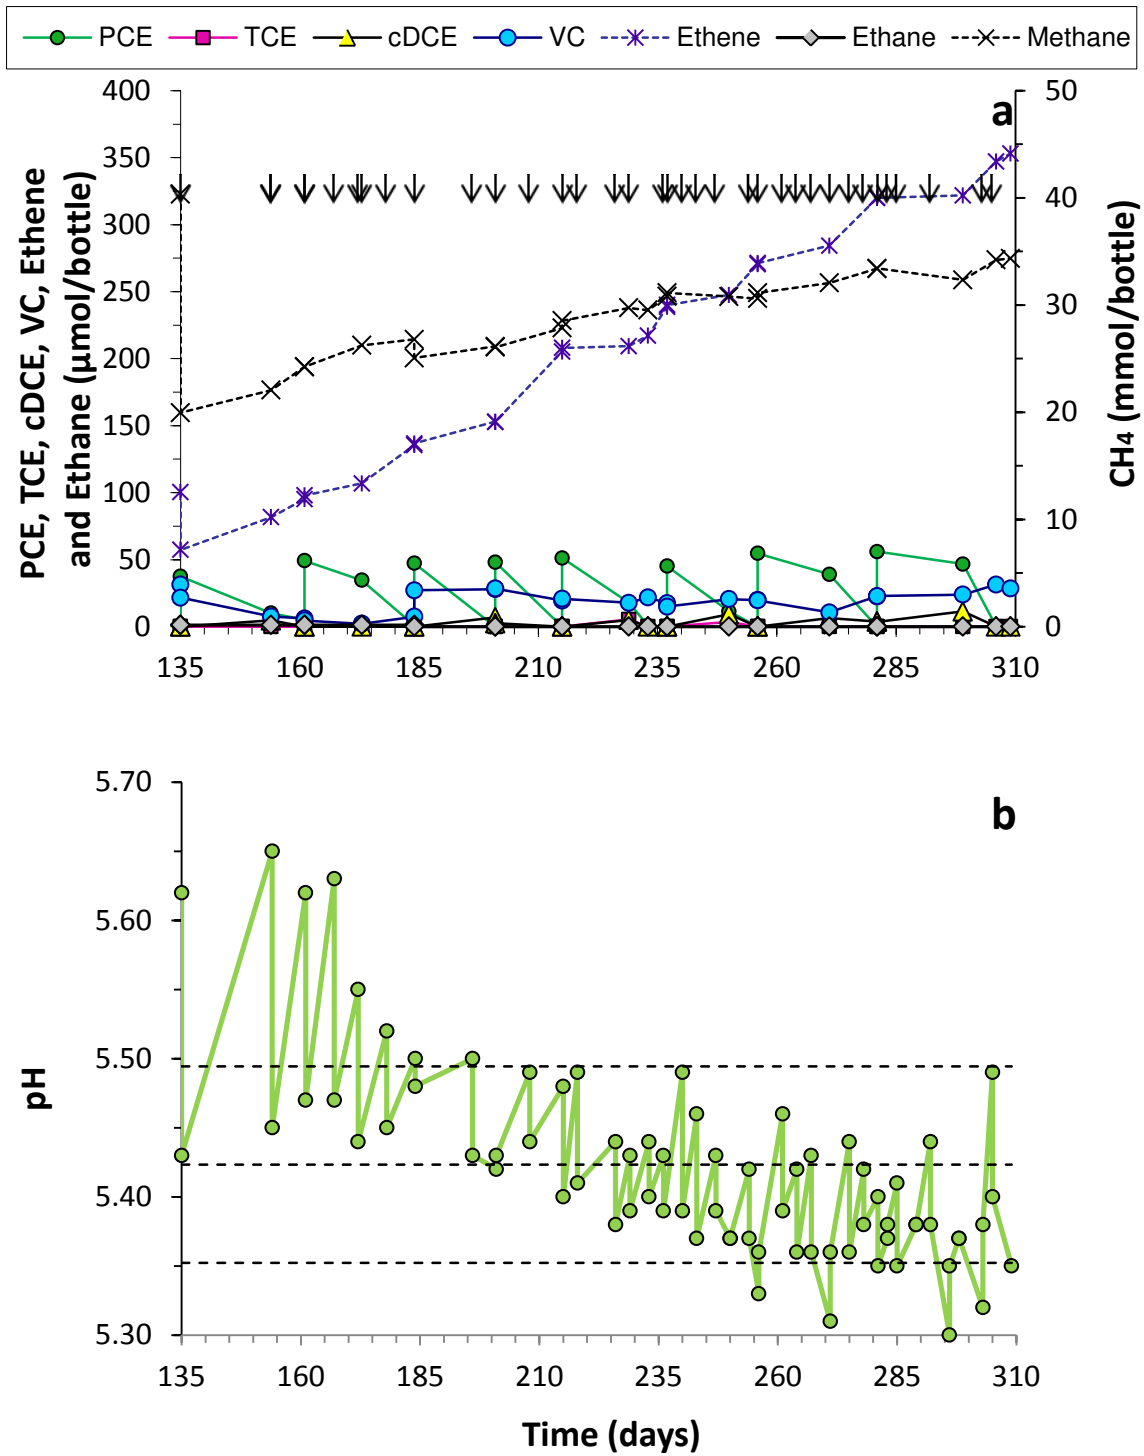 PCE TCE cDCE VC Ethene Ethane Methane
a
400
350
300
250
200
150
100
50
0
50
40
30
20
10
0
PCE, TCE, cDCE, VC, Ethene
and Ethane (µmol/bottle)
CH4 (mmol/bottle)
135 160 185 210 235 260 285 310
b
5.70
5.60
5.50
5.40
5.30
pH
135 160 185 210 235 260 285 310
Time (days)